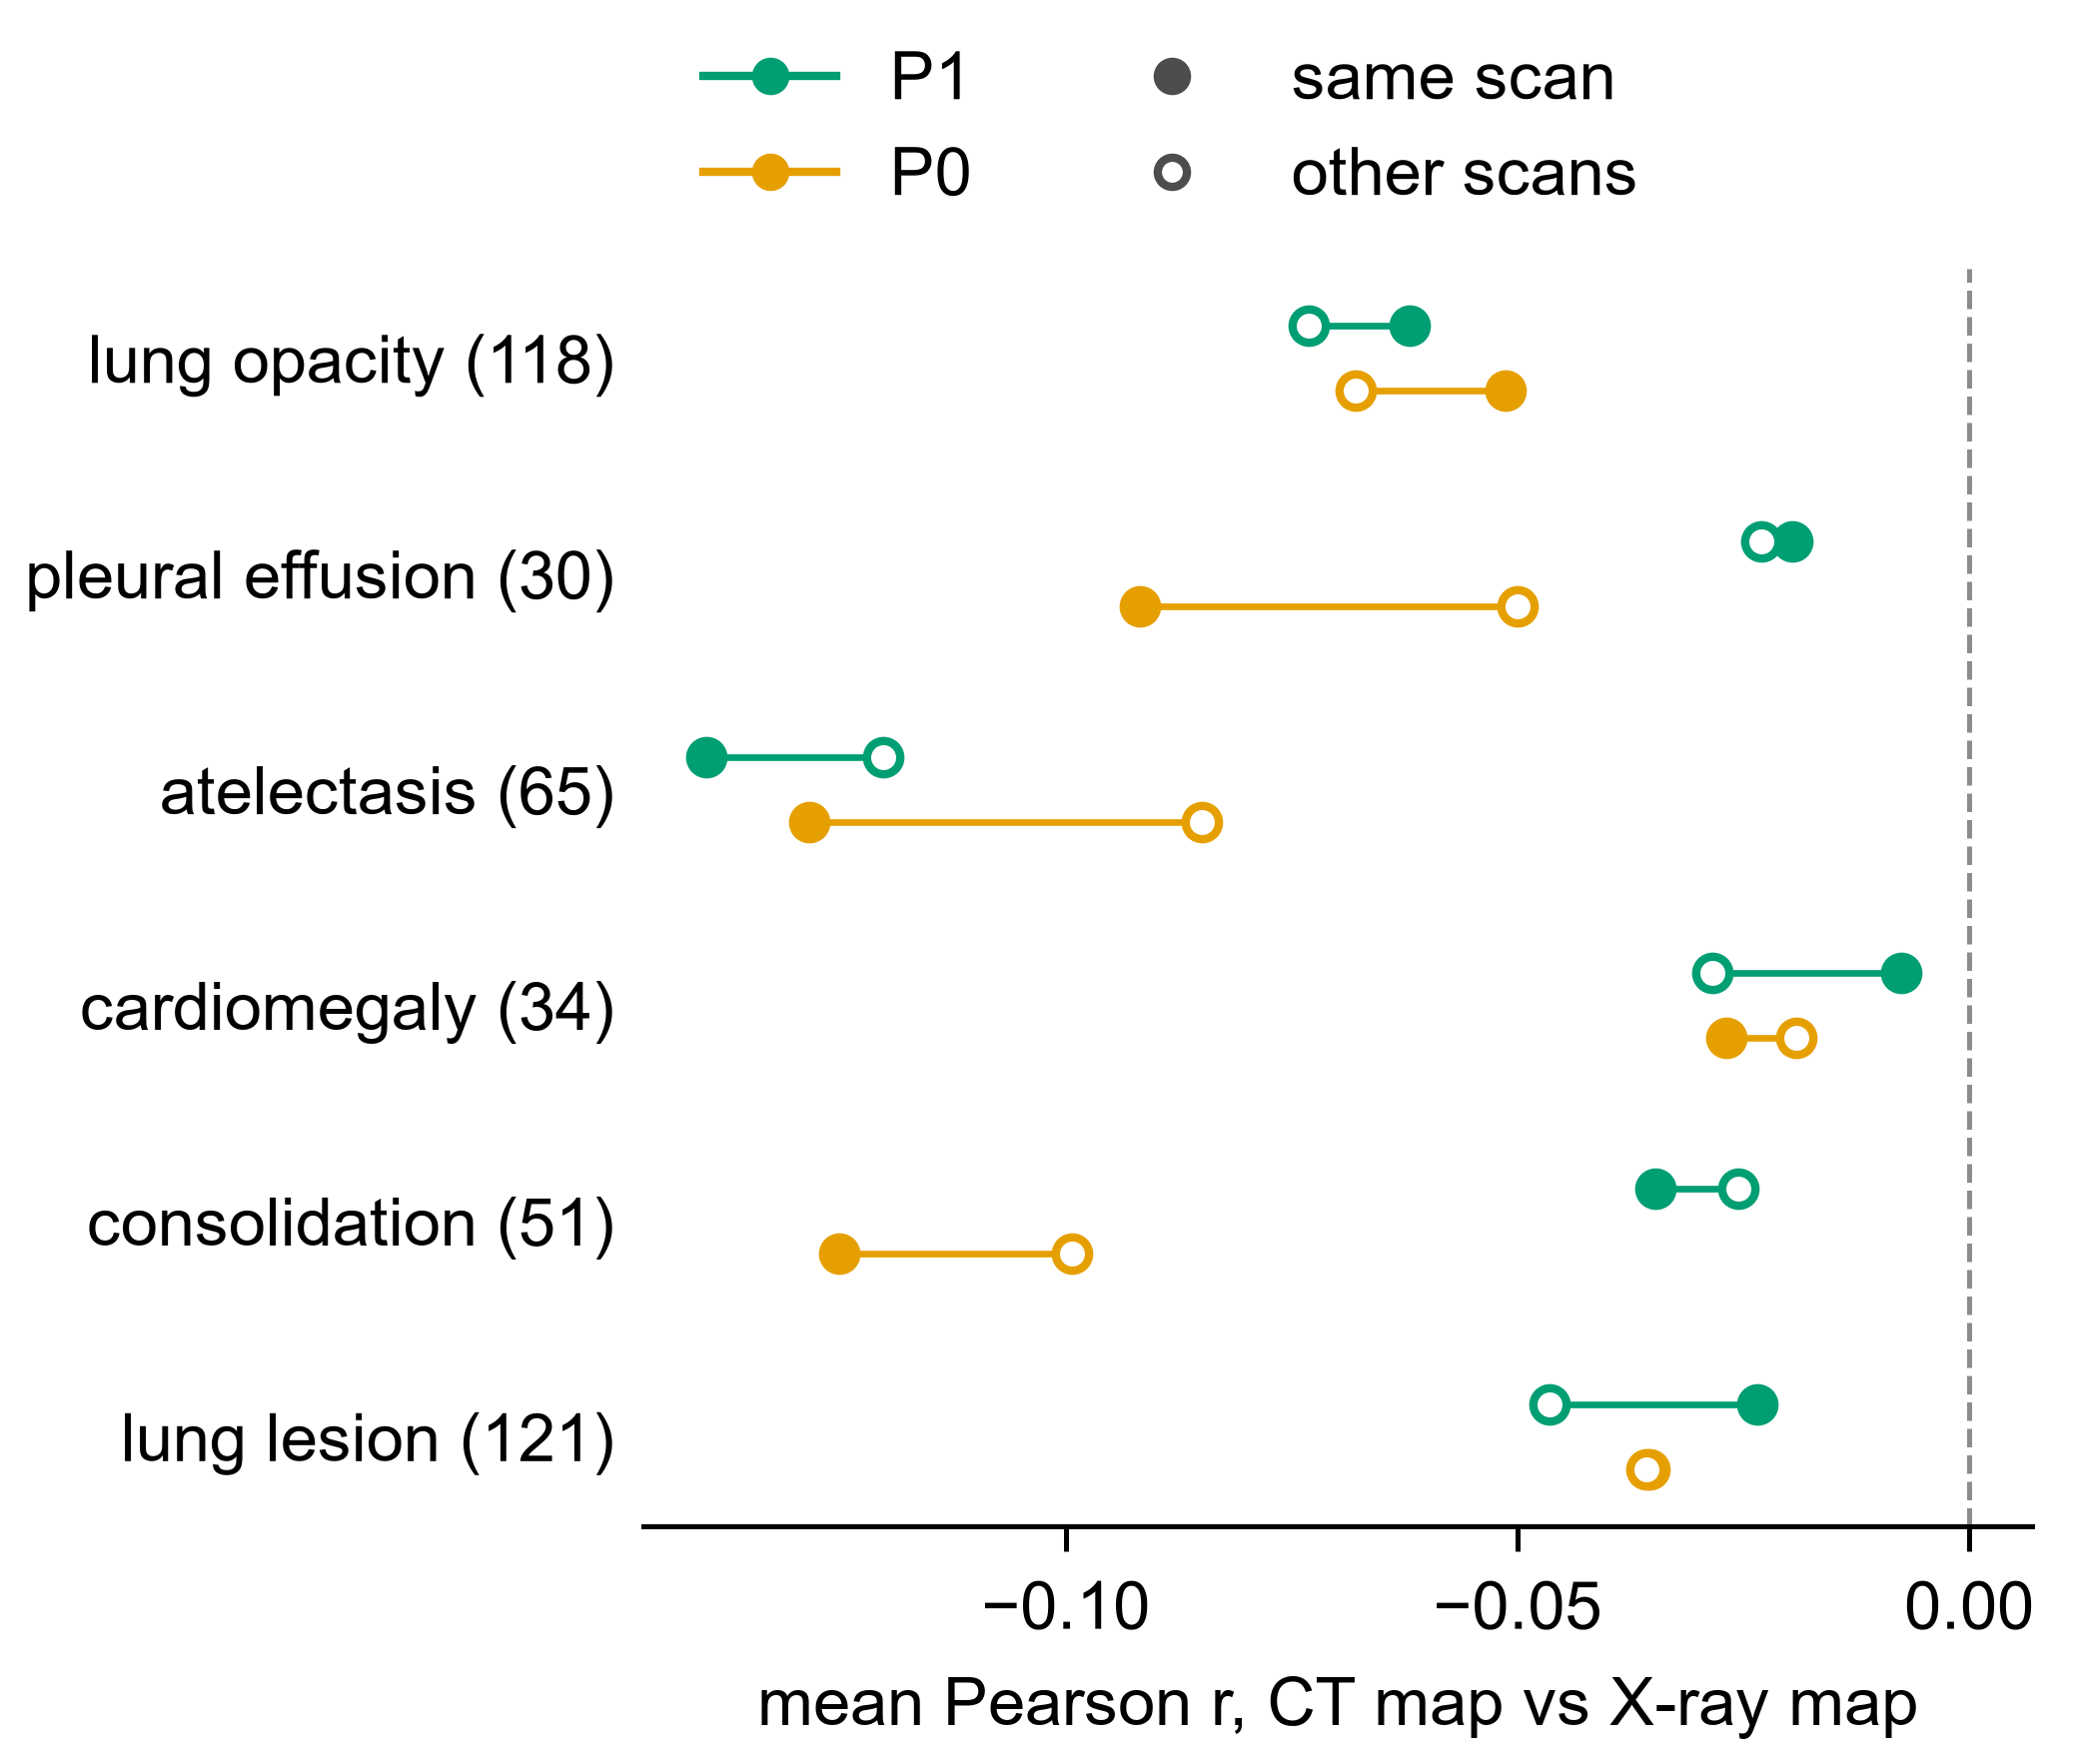 P1
same scan
P0
other scans
lung opacity (118)
pleural effusion (30)
atelectasis (65)
cardiomegaly (34)
consolidation (51)
lung lesion (121)
−0.10
−0.05
0.00
mean Pearson r, CT map vs X-ray map